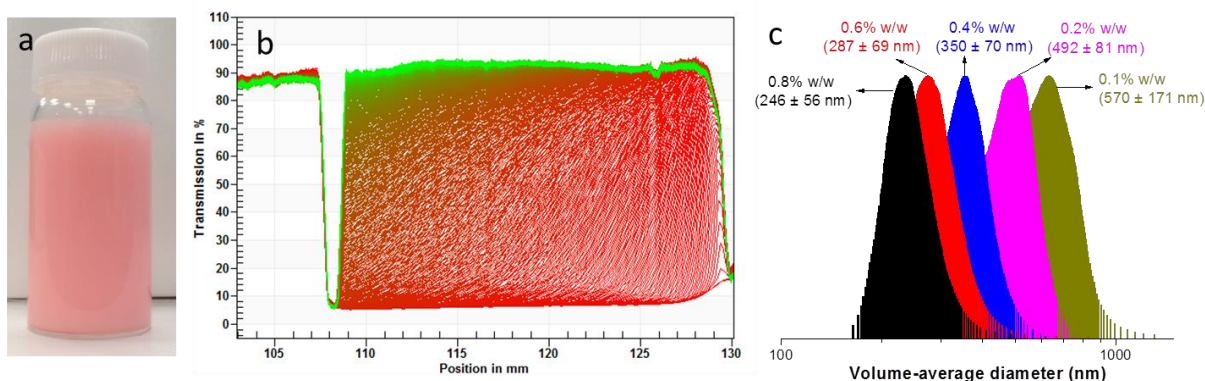 a
b
110
100
90
80
70
60
50
40
30
20
10
0
Transmission in %
105
110
115
120
125
130
Position in mm
c
0.6% w/w
(287 ± 69 nm)
0.4% w/w
(350 ± 70 nm)
0.2% w/w
(492 ± 81 nm)
0.8% w/w
(246 ± 56 nm)
0.1% w/w
(570 ± 171 nm)
100
1000
Volume-average diameter (nm)